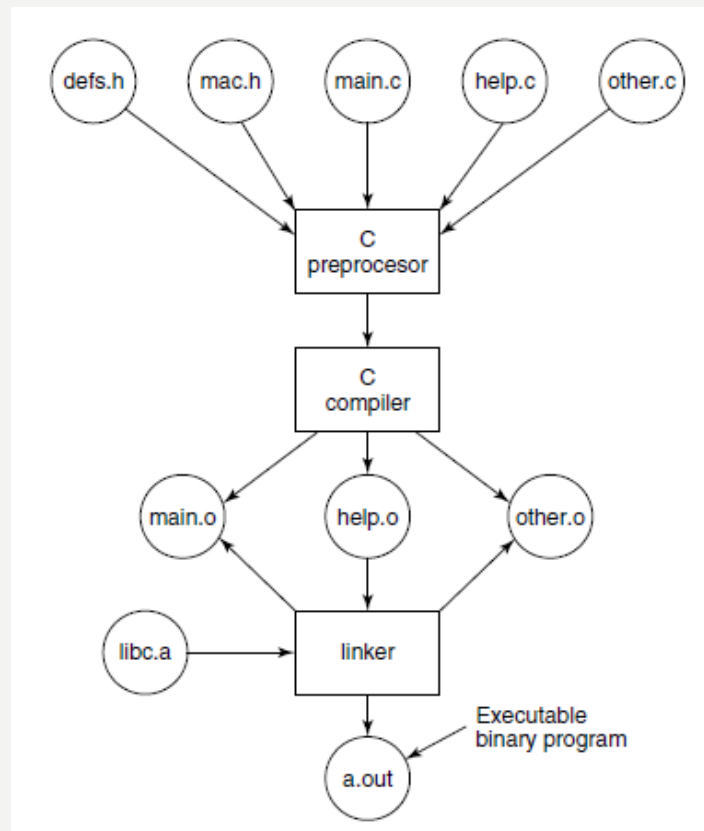 defs.h
mac.h
main.c
help.c
other.c
C
preprocesor
C
compiler
main.o
help.o
other.o
libc.a
linker
Executable
binary program
a.out